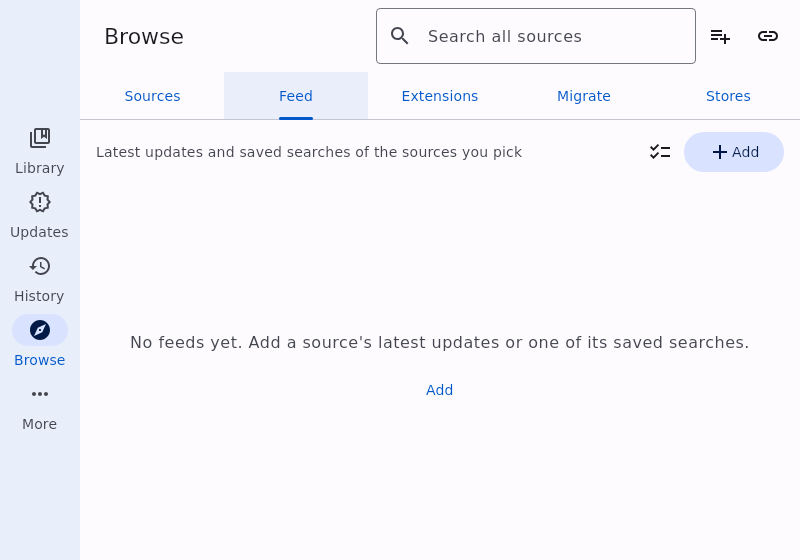 Browse
Search all sources
Sources
Feed
Extensions
Migrate
Stores
Latest updates and saved searches of the sources you pick
Add
Library
Updates
History
Browse
More
No feeds yet. Add a source's latest updates or one of its saved searches.
Add